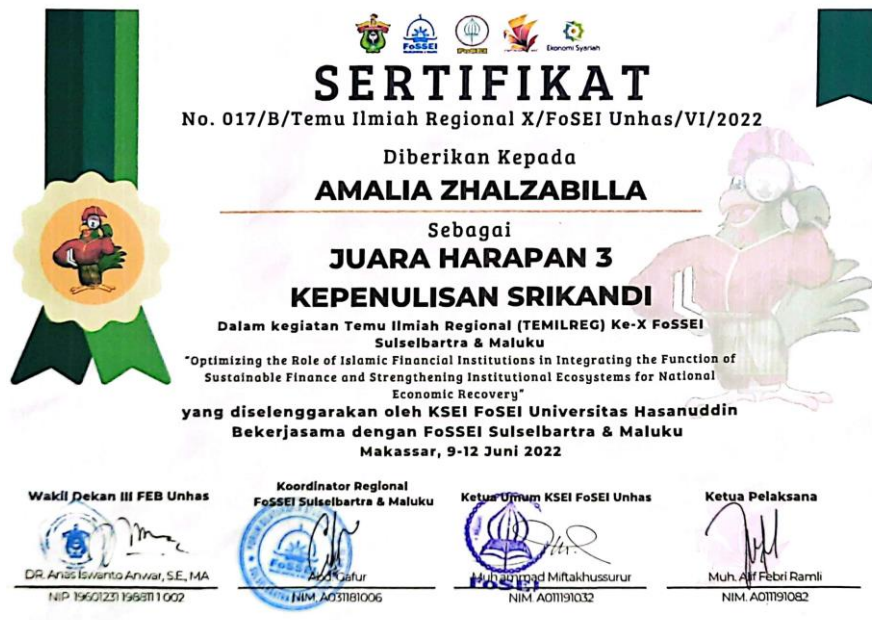 FoSSEI
Ekonomi Syariah
SERTIFIKAT
No. 017/B/Temu Ilmiah Regional X/FoSEI Unhas/VI/2022
Diberikan Kepada
AMALIA ZHALZABILLA
Sebagai
JUARA HARAPAN 3
KEPENULISAN SRIKANDI
Dalam kegiatan Temu Ilmiah Regional (TEMILREG) Ke-X FoSSEI
Sulselbartra & Maluku
"Optimizing the Role of Islamic Financial Institutions in Integrating the Function of
Sustainable Finance and Strengthening Institutional Ecosystems for National
Economic Recovery"
yang diselenggarakan oleh KSEI FoSEI Universitas Hasanuddin
Bekerjasama dengan FoSSEI Sulselbartra & Maluku
Makassar, 9-12 Juni 2022
Wakil Dekan III FEB Unhas
DR. Anas Iswanto Anwar, S.E., MA
NIP 19601231 198811 1 002
Koordinator Regional
FoSSEI Sulselbartra & Maluku
FoSSEI
Gafur
NIM. A031181006
Ketua Umum KSEI FoSEI Unhas
Muhammad Miftakhussurur
FoSEI
NIM. A011191032
Ketua Pelaksana
Muh. Alif Febri Ramli
NIM. A011191082